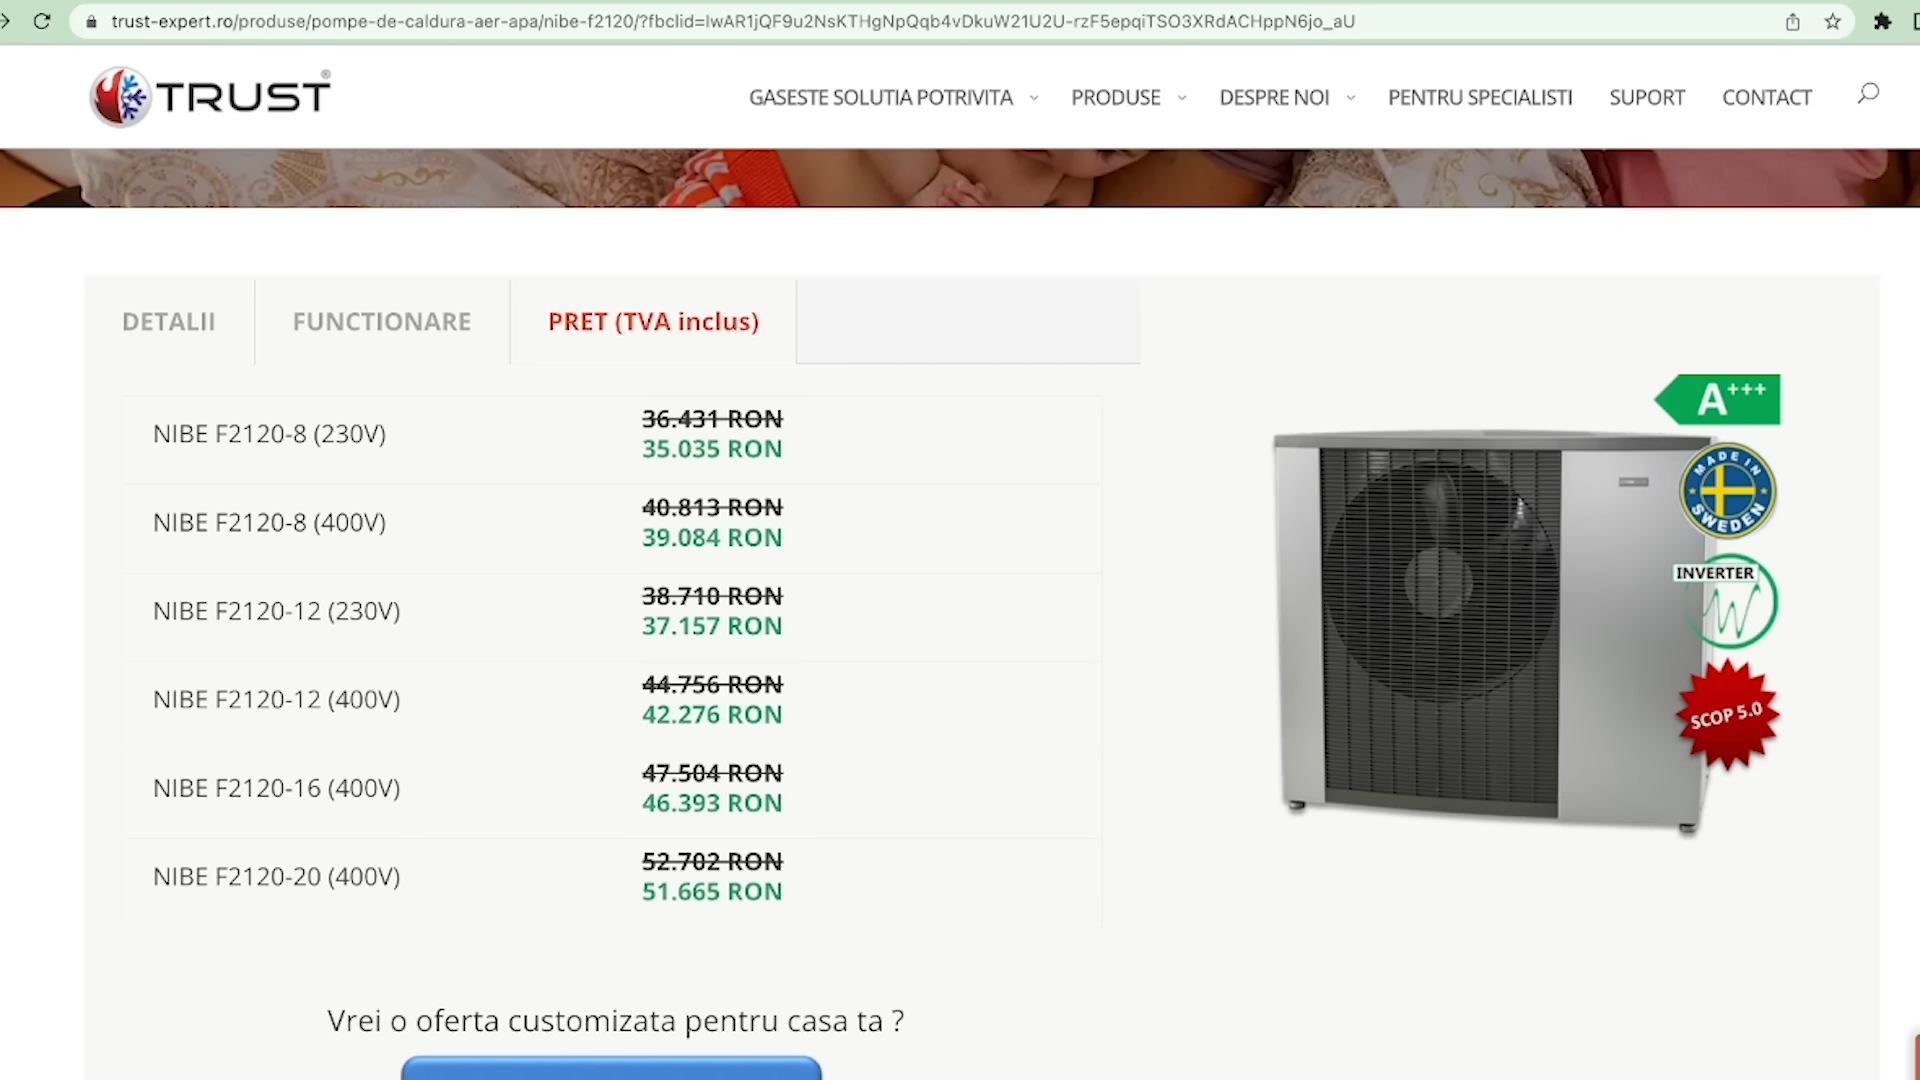 trust-expert.ro/produse/pompe-de-caldura-aer-apa/nibe-f2120/?fbclid=IwAR1jQF9u2NsKTHgNpQqb4vDkuW21U2U-rzF5epqiTSO3XRdACHppN6jo_aU
TRUST®
GASESTE SOLUTIA POTRIVITA PRODUSE DESPRE NOI PENTRU SPECIALISTI SUPORT CONTACT
DETALII FUNCTIONARE PRET (TVA inclus)
NIBE F2120-8 (230V) 36.431 RON
35.035 RON
NIBE F2120-8 (400V) 40.813 RON
39.084 RON
NIBE F2120-12 (230V) 38.710 RON
37.157 RON
NIBE F2120-12 (400V) 44.756 RON
42.276 RON
NIBE F2120-16 (400V) 47.504 RON
46.393 RON
NIBE F2120-20 (400V) 52.702 RON
51.665 RON
A+++
MADE IN SWEDEN
INVERTER
SCOP 5.0
Vrei o oferta customizata pentru casa ta ?